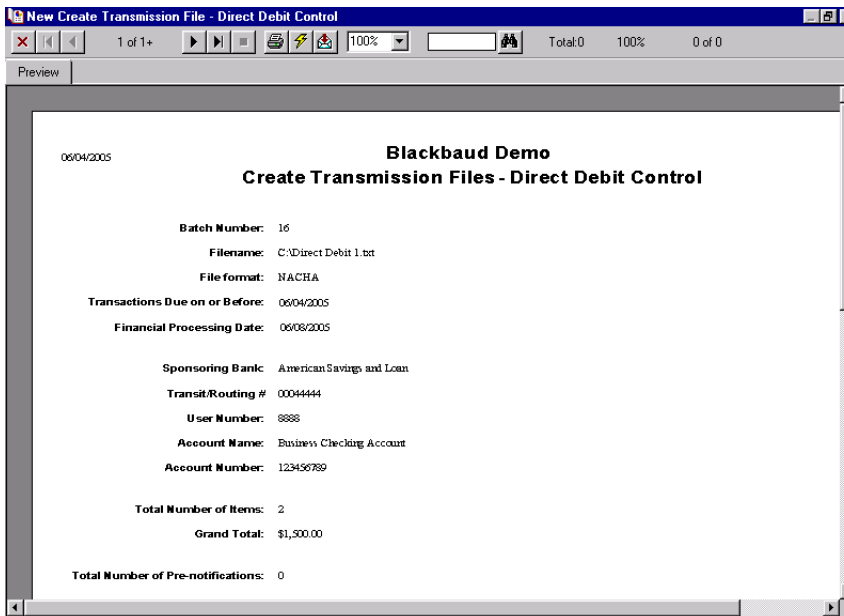 New Create Transmission File - Direct Debit Control
1 of 1+ 100% Total:0 100% 0 of 0
Preview
06/04/2005
Blackbaud Demo
Create Transmission Files - Direct Debit Control
Batch Number: 16
Filename: C:\Direct Debit 1.txt
File format: NACHA
Transactions Due on or Before: 06/04/2005
Financial Processing Date: 06/08/2005
Sponsoring Bank: American Savings and Loan
Transit/Routing # 00044444
User Number: 8888
Account Name: Business Checking Account
Account Number: 123456789
Total Number of Items: 2
Grand Total: $1,500.00
Total Number of Pre-notifications: 0